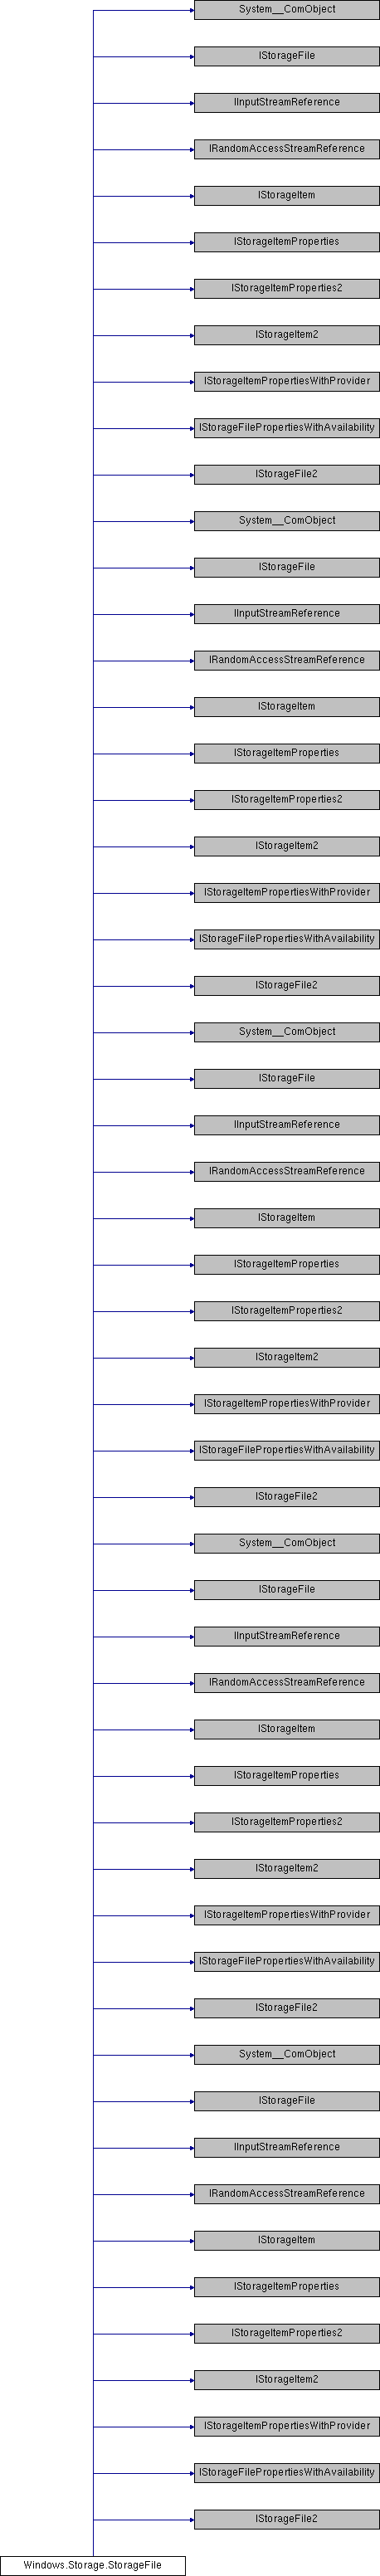 System__ComObject
IStorageFile
IInputStreamReference
IRandomAccessStreamReference
IStorageItem
IStorageItemProperties
IStorageItemProperties2
IStorageItem2
IStorageItemPropertiesWithProvider
IStorageFilePropertiesWithAvailability
IStorageFile2
System__ComObject
IStorageFile
IInputStreamReference
IRandomAccessStreamReference
IStorageItem
IStorageItemProperties
IStorageItemProperties2
IStorageItem2
IStorageItemPropertiesWithProvider
IStorageFilePropertiesWithAvailability
IStorageFile2
System__ComObject
IStorageFile
IInputStreamReference
IRandomAccessStreamReference
IStorageItem
IStorageItemProperties
IStorageItemProperties2
IStorageItem2
IStorageItemPropertiesWithProvider
IStorageFilePropertiesWithAvailability
IStorageFile2
System__ComObject
IStorageFile
IInputStreamReference
IRandomAccessStreamReference
IStorageItem
IStorageItemProperties
IStorageItemProperties2
IStorageItem2
IStorageItemPropertiesWithProvider
IStorageFilePropertiesWithAvailability
IStorageFile2
System__ComObject
IStorageFile
IInputStreamReference
IRandomAccessStreamReference
IStorageItem
IStorageItemProperties
IStorageItemProperties2
IStorageItem2
IStorageItemPropertiesWithProvider
IStorageFilePropertiesWithAvailability
IStorageFile2
Windows.Storage.StorageFile